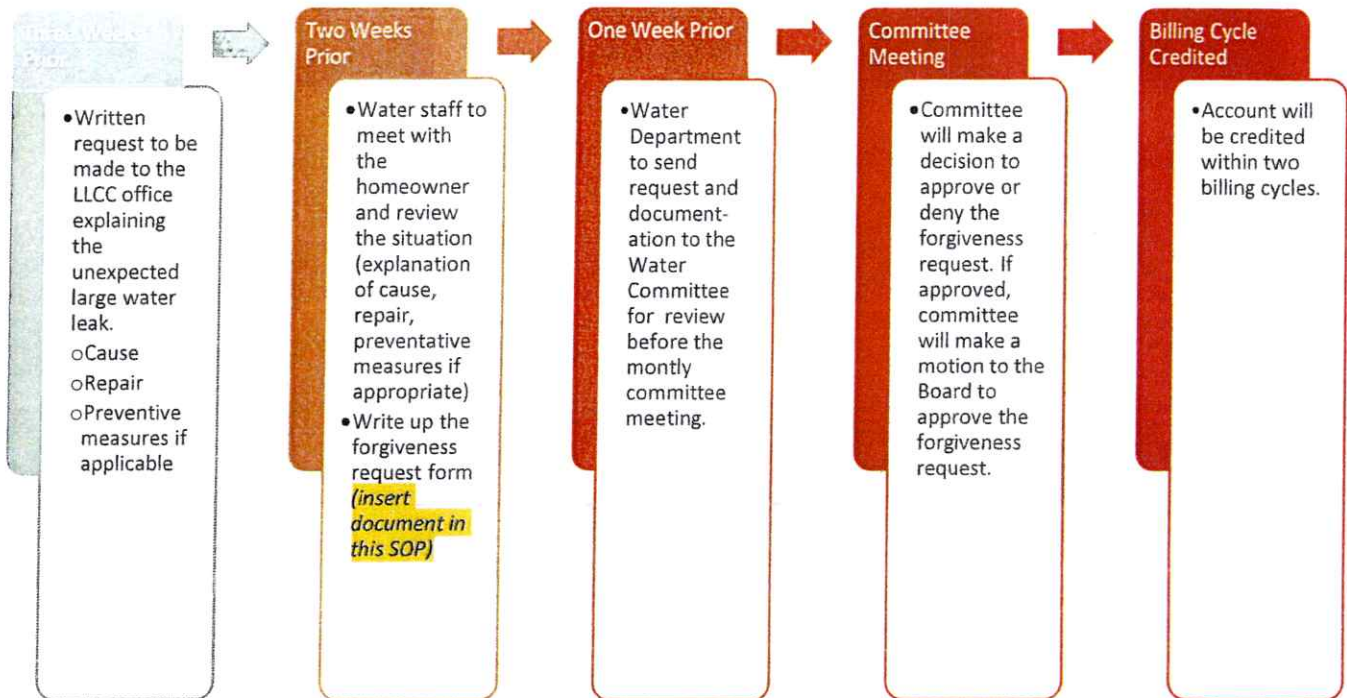 Three Weeks
Prior
•Written
request to be
made to the
LLCC office
explaining
the
unexpected
large water
leak.
oCause
oRepair
oPreventive
measures if
applicable
Two Weeks
Prior
•Water staff to
meet with
the
homeowner
and review
the situation
(explanation
of cause,
repair,
preventative
measures if
appropriate)
•Write up the
forgiveness
request form
(insert
document in
this SOP)
One Week Prior
•Water
Department
to send
request and
document-
ation to the
Water
Committee
for review
before the
montly
committee
meeting.
Committee
Meeting
•Committee
will make a
decision to
approve or
deny the
forgiveness
request. If
approved,
committee
will make a
motion to the
Board to
approve the
forgiveness
request.
Billing Cycle
Credited
•Account will
be credited
within two
billing cycles.